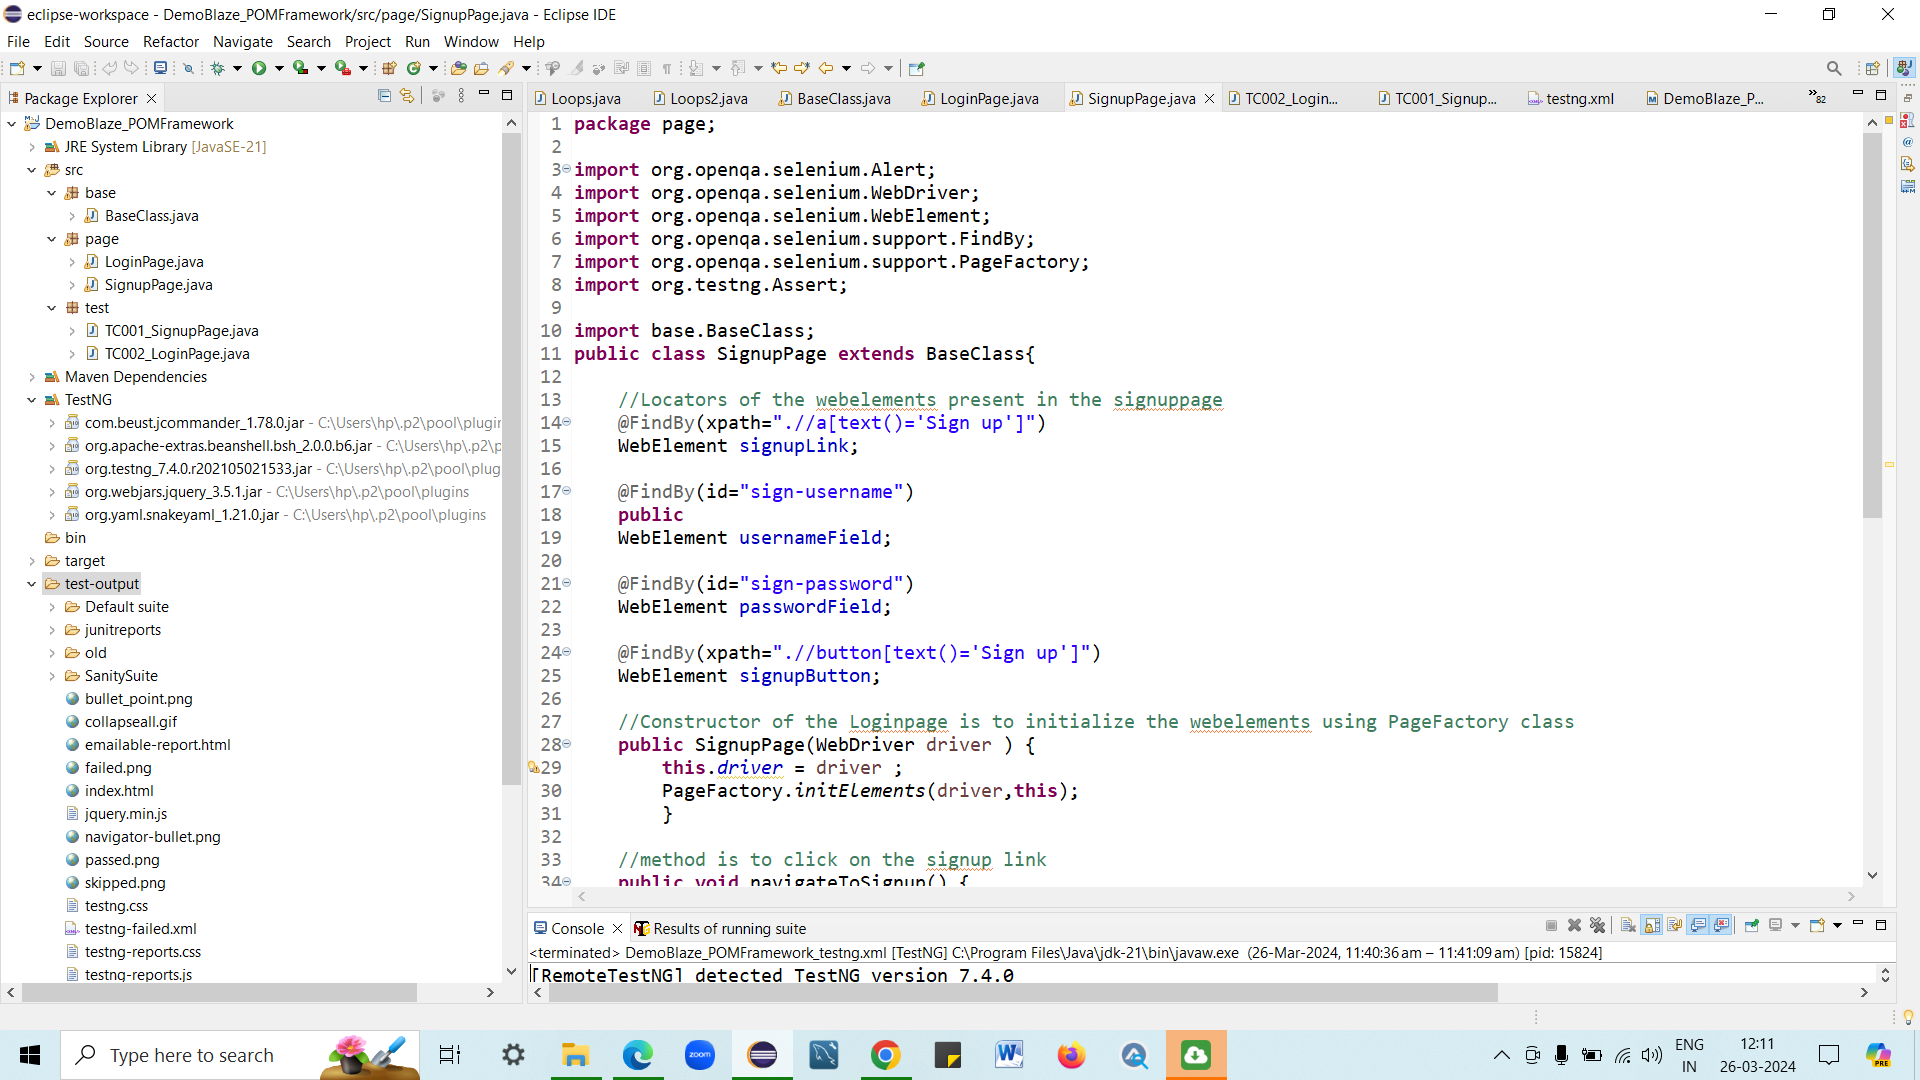 eclipse-workspace - DemoBlaze_POMFramework/src/page/SignupPage.java - Eclipse IDE
File Edit Source Refactor Navigate Search Project Run Window Help
Package Explorer
DemoBlaze_POMFramework
JRE System Library [JavaSE-21]
src
base
BaseClass.java
page
LoginPage.java
SignupPage.java
test
TC001_SignupPage.java
TC002_LoginPage.java
Maven Dependencies
TestNG
com.beust.jcommander_1.78.0.jar - C:\Users\hp\.p2\pool\plugin
org.apache-extras.beanshell.bsh_2.0.0.b6.jar - C:\Users\hp\.p2\p
org.testng_7.4.0.r202105021533.jar - C:\Users\hp\.p2\pool\plug
org.webjars.jquery_3.5.1.jar - C:\Users\hp\.p2\pool\plugins
org.yaml.snakeyaml_1.21.0.jar - C:\Users\hp\.p2\pool\plugins
bin
target
test-output
Default suite
junitreports
old
SanitySuite
bullet_point.png
collapseall.gif
emailable-report.html
failed.png
index.html
jquery.min.js
navigator-bullet.png
passed.png
skipped.png
testng.css
testng-failed.xml
testng-reports.css
testng-reports.js
Loops.java Loops2.java BaseClass.java LoginPage.java SignupPage.java TC002_Login... TC001_Signup... testng.xml DemoBlaze_P... 82
1 package page;
2
3 import org.openqa.selenium.Alert;
4 import org.openqa.selenium.WebDriver;
5 import org.openqa.selenium.WebElement;
6 import org.openqa.selenium.support.FindBy;
7 import org.openqa.selenium.support.PageFactory;
8 import org.testng.Assert;
9
10 import base.BaseClass;
11 public class SignupPage extends BaseClass{
12
13 //Locators of the webelements present in the signuppage
14 @FindBy(xpath=".//a[text()='Sign up']")
15 WebElement signupLink;
16
17 @FindBy(id="sign-username")
18 public
19 WebElement usernameField;
20
21 @FindBy(id="sign-password")
22 WebElement passwordField;
23
24 @FindBy(xpath=".//button[text()='Sign up']")
25 WebElement signupButton;
26
27 //Constructor of the Loginpage is to initialize the webelements using PageFactory class
28 public SignupPage(WebDriver driver ) {
29 this.driver = driver ;
30 PageFactory.initElements(driver,this);
31 }
32
33 //method is to click on the signup link
34 public void navigateToSignup() {
Console Results of running suite
<terminated> DemoBlaze_POMFramework_testng.xml [TestNG] C:\Program Files\Java\jdk-21\bin\javaw.exe (26-Mar-2024, 11:40:36 am – 11:41:09 am) [pid: 15824]
[RemoteTestNG] detected TestNG version 7.4.0
Type here to search
zoom
ENG
IN
12:11
26-03-2024
PRE